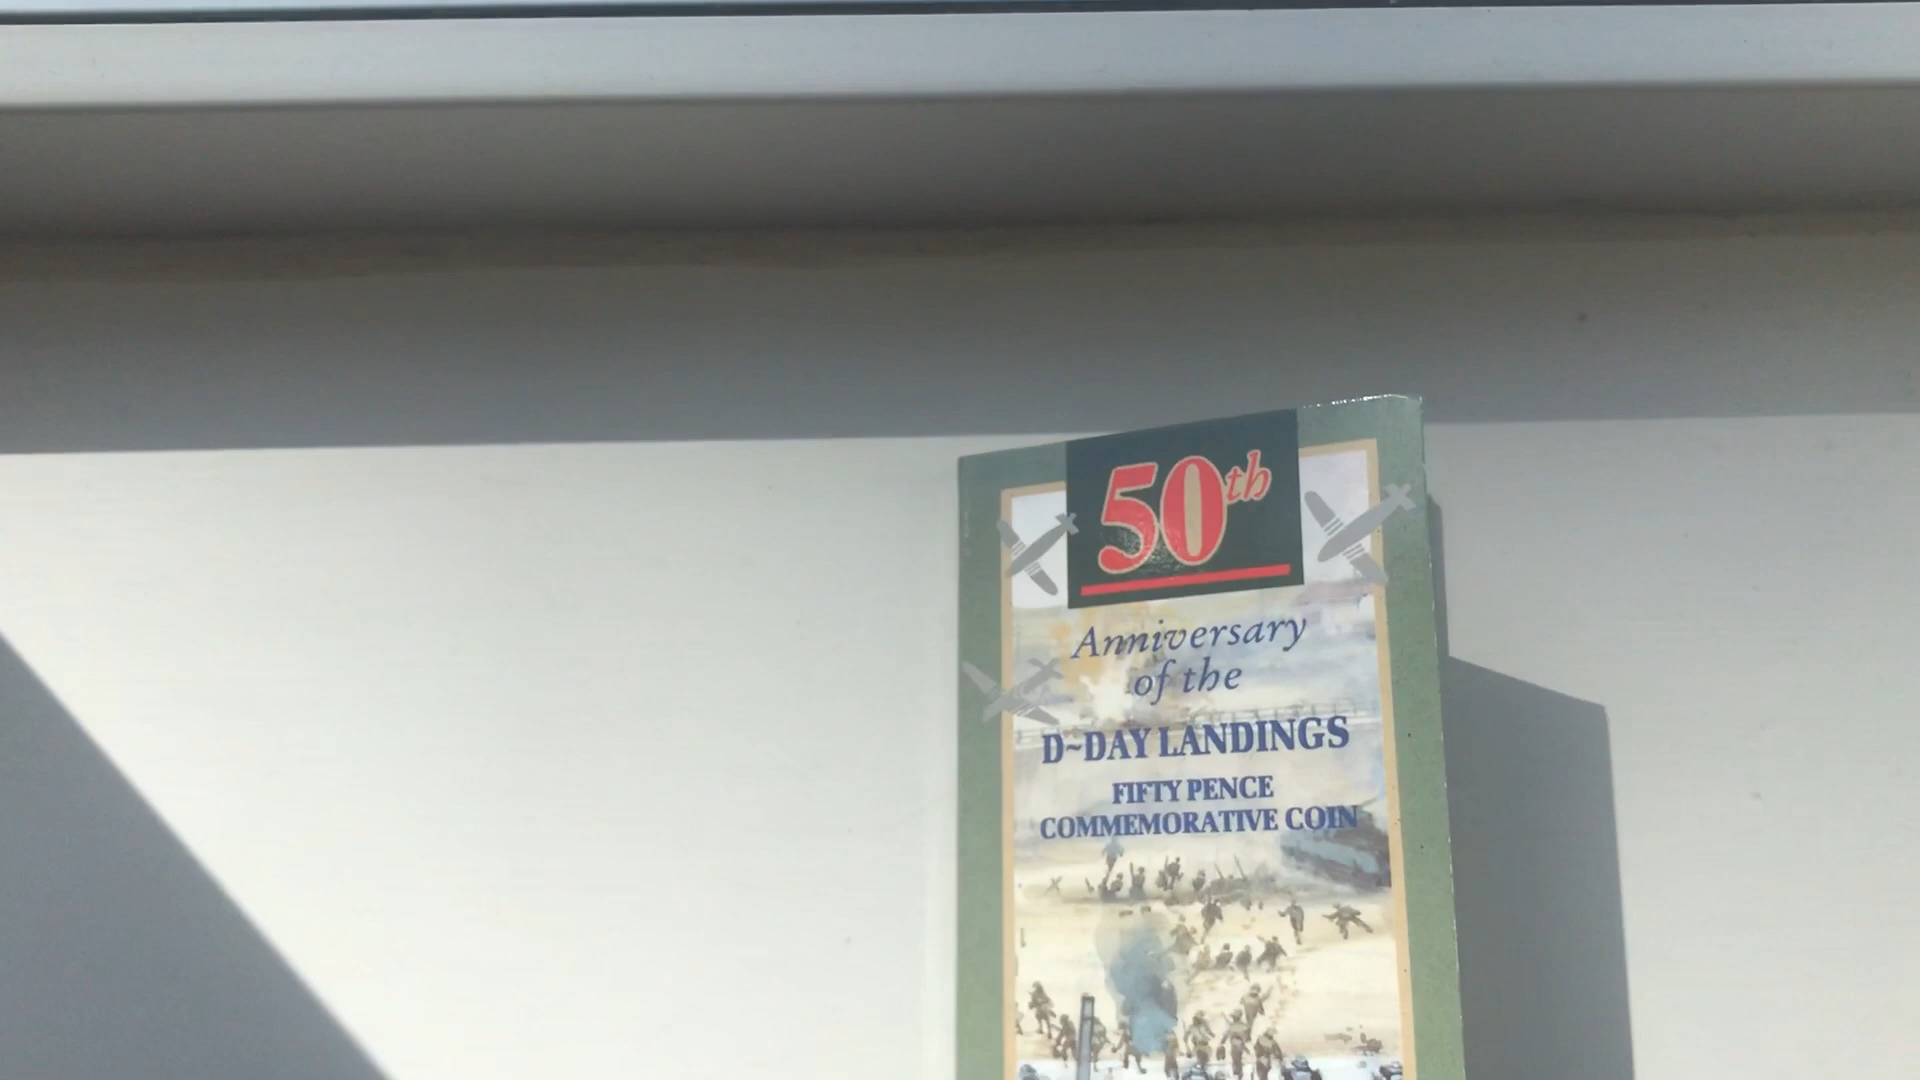 50th
Anniversary
of the
D~DAY LANDINGS
FIFTY PENCE
COMMEMORATIVE COIN